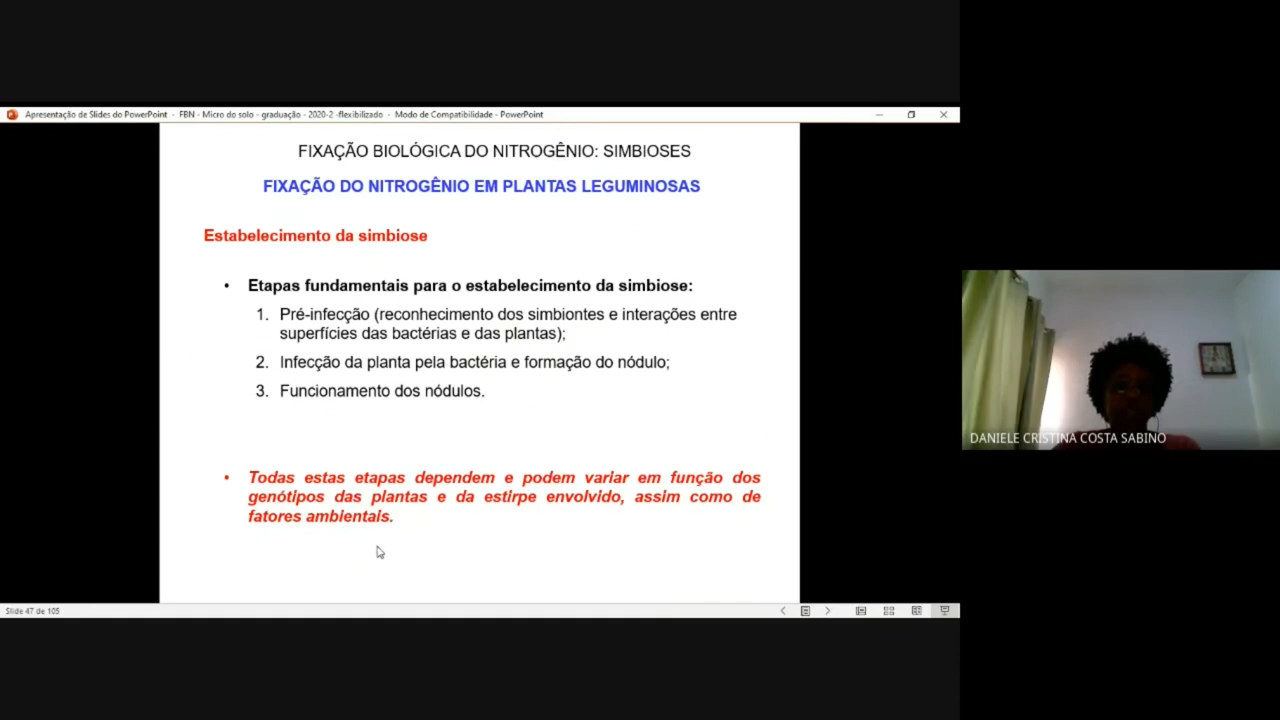 Apresentação de Slides do PowerPoint - FBN - Micro do solo - graduação - 2020-2 -flexibilizado - Modo de Compatibilidade - PowerPoint
FIXAÇÃO BIOLÓGICA DO NITROGÊNIO: SIMBIOSES
FIXAÇÃO DO NITROGÊNIO EM PLANTAS LEGUMINOSAS
Estabelecimento da simbiose
• Etapas fundamentais para o estabelecimento da simbiose:
1. Pré-infecção (reconhecimento dos simbiontes e interações entre
superfícies das bactérias e das plantas);
2. Infecção da planta pela bactéria e formação do nódulo;
3. Funcionamento dos nódulos.
• Todas estas etapas dependem e podem variar em função dos
genótipos das plantas e da estirpe envolvido, assim como de
fatores ambientais.
Slide 47 de 105
DANIELE CRISTINA COSTA SABINO